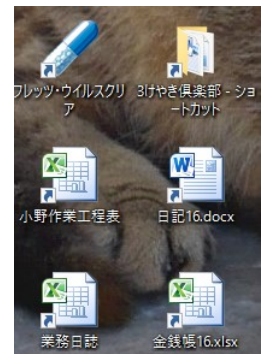 フレッツ・ウイルスクリ
ア
3けやき倶楽部 - ショ
ートカット
小野作業工程表
日記16.docx
業務日誌
金銭帳16.xlsx